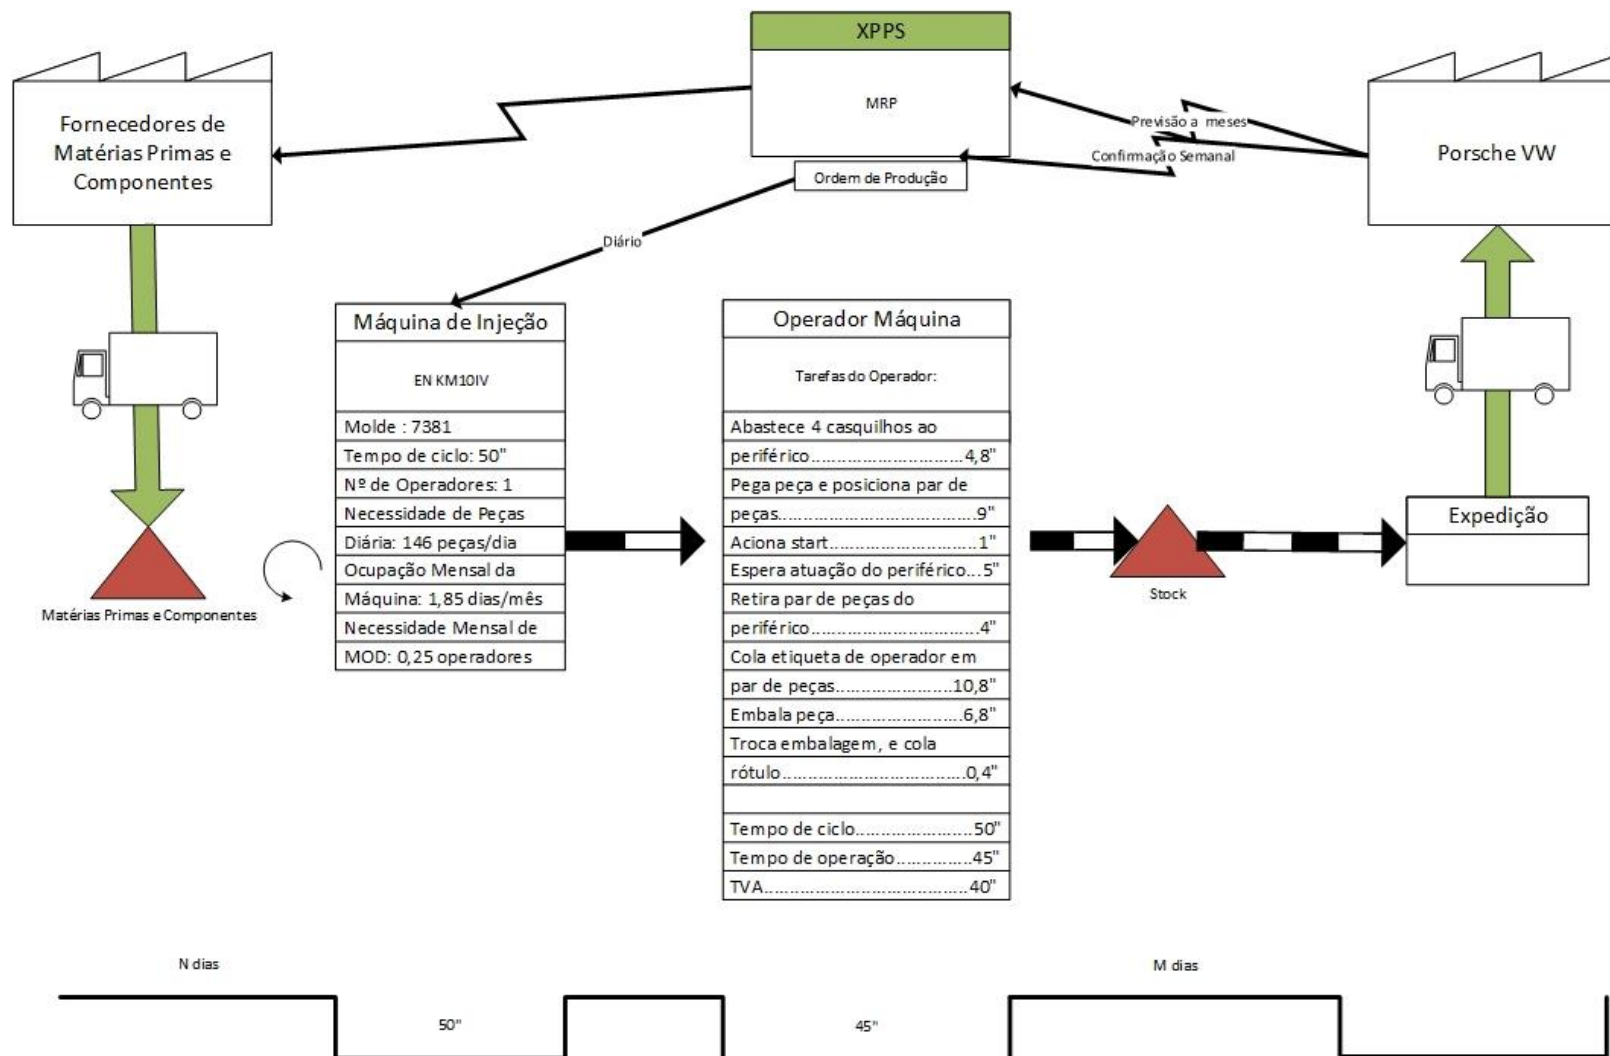 XPPS
MRP
Ordem de Produção
Fornecedores de
Matérias Primas e
Componentes
Previsão a  meses
Confirmação Semanal
Porsche VW
Diário
Matérias Primas e Componentes
Máquina de Injeção
EN KM10IV
Molde : 7381
Tempo de ciclo: 50"
Nº de Operadores: 1
Necessidade de Peças
Diária: 146 peças/dia
Ocupação Mensal da
Máquina: 1,85 dias/mês
Necessidade Mensal de
MOD: 0,25 operadores
Operador Máquina
Tarefas do Operador:
Abastece 4 casquilhos ao
periférico.............................4,8"
Pega peça e posiciona par de
peças......................................9"
Aciona start............................1"
Espera atuação do periférico...5"
Retira par de peças do
periférico................................4"
Cola etiqueta de operador em
par de peças......................10,8"
Embala peça.........................6,8"
Troca embalagem, e cola
rótulo...................................0,4"
Tempo de ciclo......................50"
Tempo de operação..............45"
TVA.......................................40"
Stock
Expedição
N dias
50"
45"
M dias